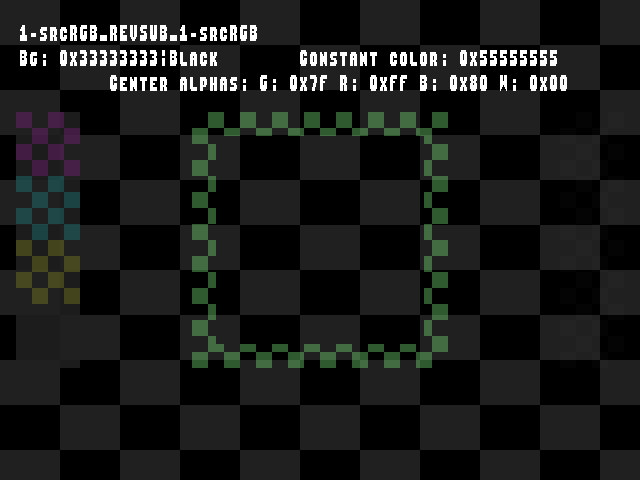 1-srcRGB_REVSUB_1-srcRGB
Bg: 0x33333333;Black Constant color: 0x55555555
Center alphas: G: 0x7F R: 0xFF B: 0x80 W: 0x00